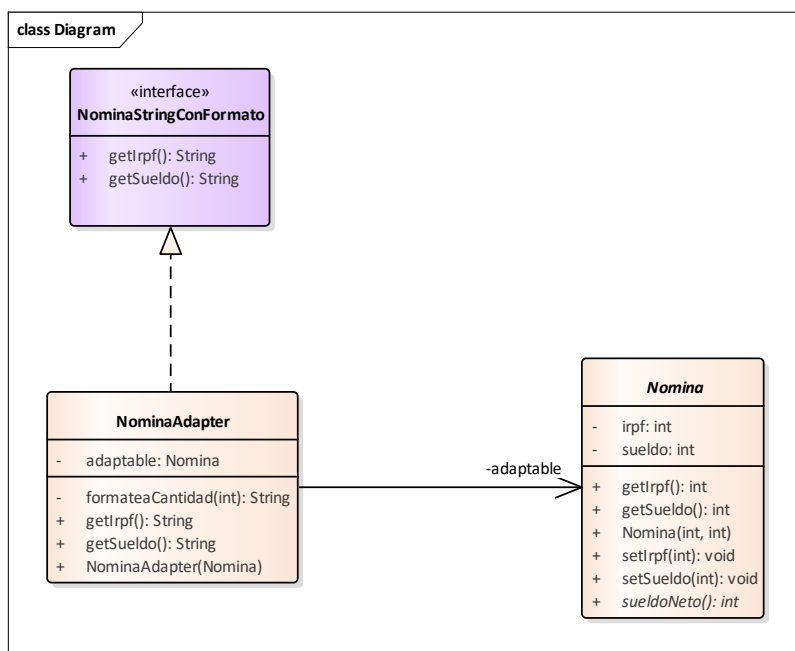 class Diagram
«interface»
NominaStringConFormato
+ getIrpf(): String
+ getSueldo(): String
NominaAdapter
- adaptable: Nomina
- formateaCantidad(int): String
+ getIrpf(): String
+ getSueldo(): String
+ NominaAdapter(Nomina)
-adaptable
Nomina
- irpf: int
- sueldo: int
+ getIrpf(): int
+ getSueldo(): int
+ Nomina(int, int)
+ setIrpf(int): void
+ setSueldo(int): void
+ sueldoNeto(): int